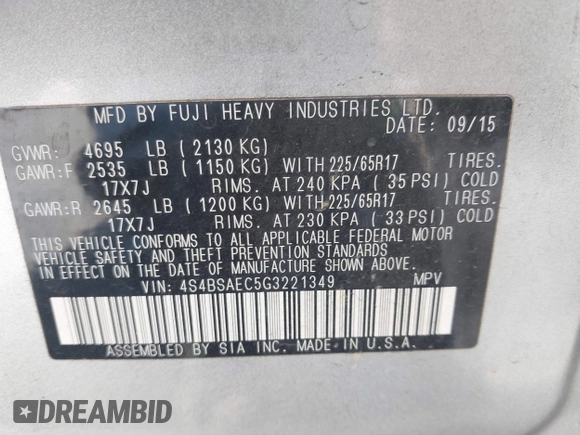 MFD BY FUJI HEAVY INDUSTRIES LTD.
DATE: 09/15
GVWR: 4695 LB ( 2130 KG)
GAWR:F 2535 LB ( 1150 KG) WITH 225/65R17 TIRES.
17X7J RIMS. AT 240 KPA ( 35 PSI) COLD
GAWR:R 2645 LB ( 1200 KG) WITH 225/65R17 TIRES.
17X7J RIMS. AT 230 KPA ( 33 PSI) COLD
THIS VEHICLE CONFORMS TO ALL APPLICABLE FEDERAL MOTOR
VEHICLE SAFETY AND THEFT PREVENTION STANDARDS IN
EFFECT ON THE DATE OF MANUFACTURE SHOWN ABOVE.
VIN: 4S4BSAEC5G3221349 MPV
ASSEMBLED BY SIA INC. MADE IN U.S.A.
DREAMBID